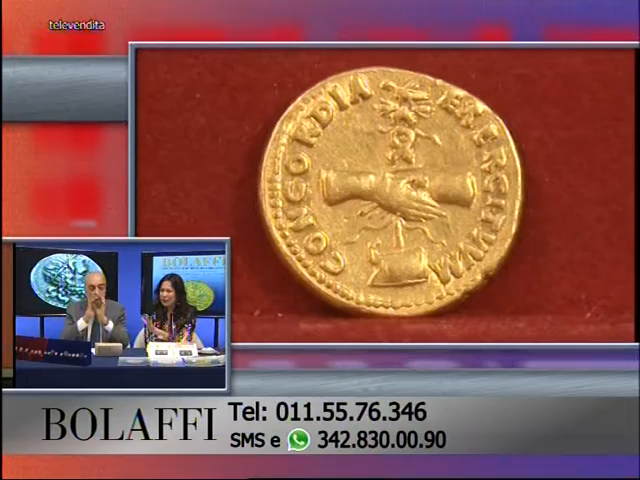 televendita
CONCORDIA EXERCITVVM
BOLAFFI
BOLAFFI
Tel: 011.55.76.346
SMS e 342.830.00.90